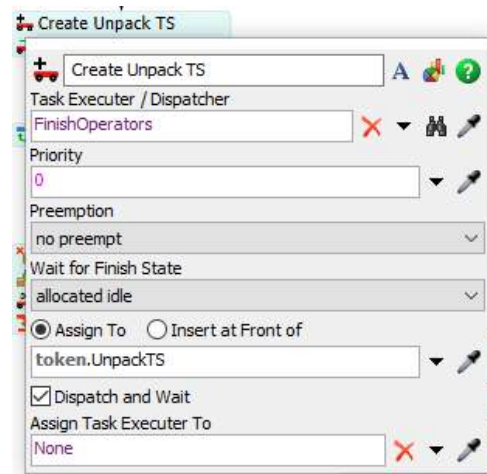 Create Unpack TS
Create Unpack TS
Task Executer / Dispatcher
FinishOperators
Priority
0
Preemption
no preempt
Wait for Finish State
allocated idle
Assign To Insert at Front of
token.UnpackTS
Dispatch and Wait
Assign Task Executer To
None